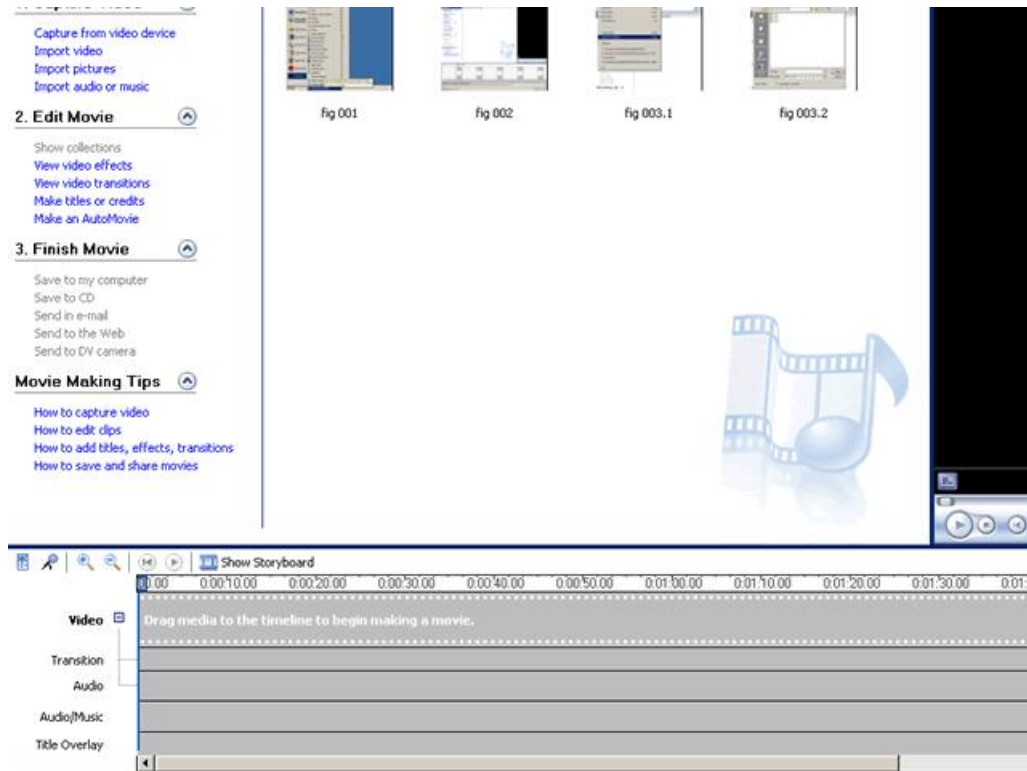 Capture from video device
Import video
Import pictures
Import audio or music
2. Edit Movie
Show collections
View video effects
View video transitions
Make titles or credits
Make an AutoMovie
3. Finish Movie
Save to my computer
Save to CD
Send in e-mail
Send to the Web
Send to DV camera
Movie Making Tips
How to capture video
How to edit clips
How to add titles, effects, transitions
How to save and share movies
fig 001 fig 002 fig 003.1 fig 003.2
Show Storyboard
0:00:10.00 0:00:20.00 0:00:30.00 0:00:40.00 0:00:50.00 0:01:00.00 0:01:10.00 0:01:20.00 0:01:30.00
Video
Drag media to the timeline to begin making a movie.
Transition
Audio
Audio/Music
Title Overlay